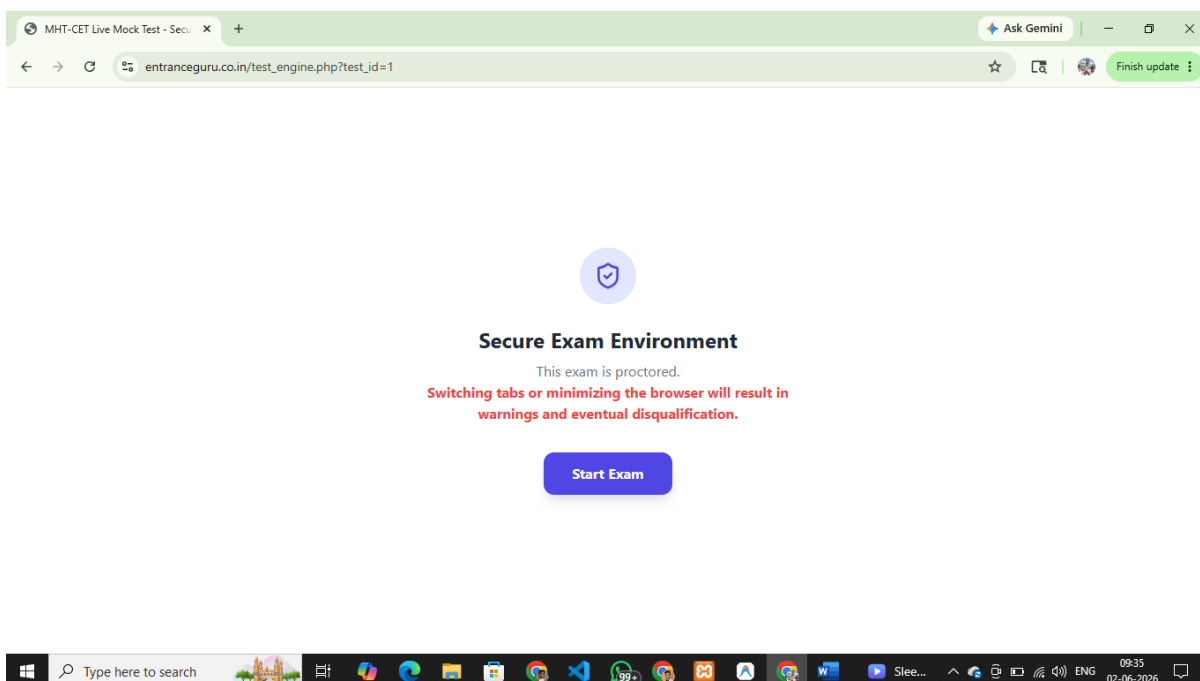 MHT-CET Live Mock Test - Secu
Ask Gemini
entranceguru.co.in/test_engine.php?test_id=1
Finish update
Secure Exam Environment
This exam is proctored.
Switching tabs or minimizing the browser will result in
warnings and eventual disqualification.
Start Exam
Type here to search
99+
Slee...
ENG
09:35
02-06-2026